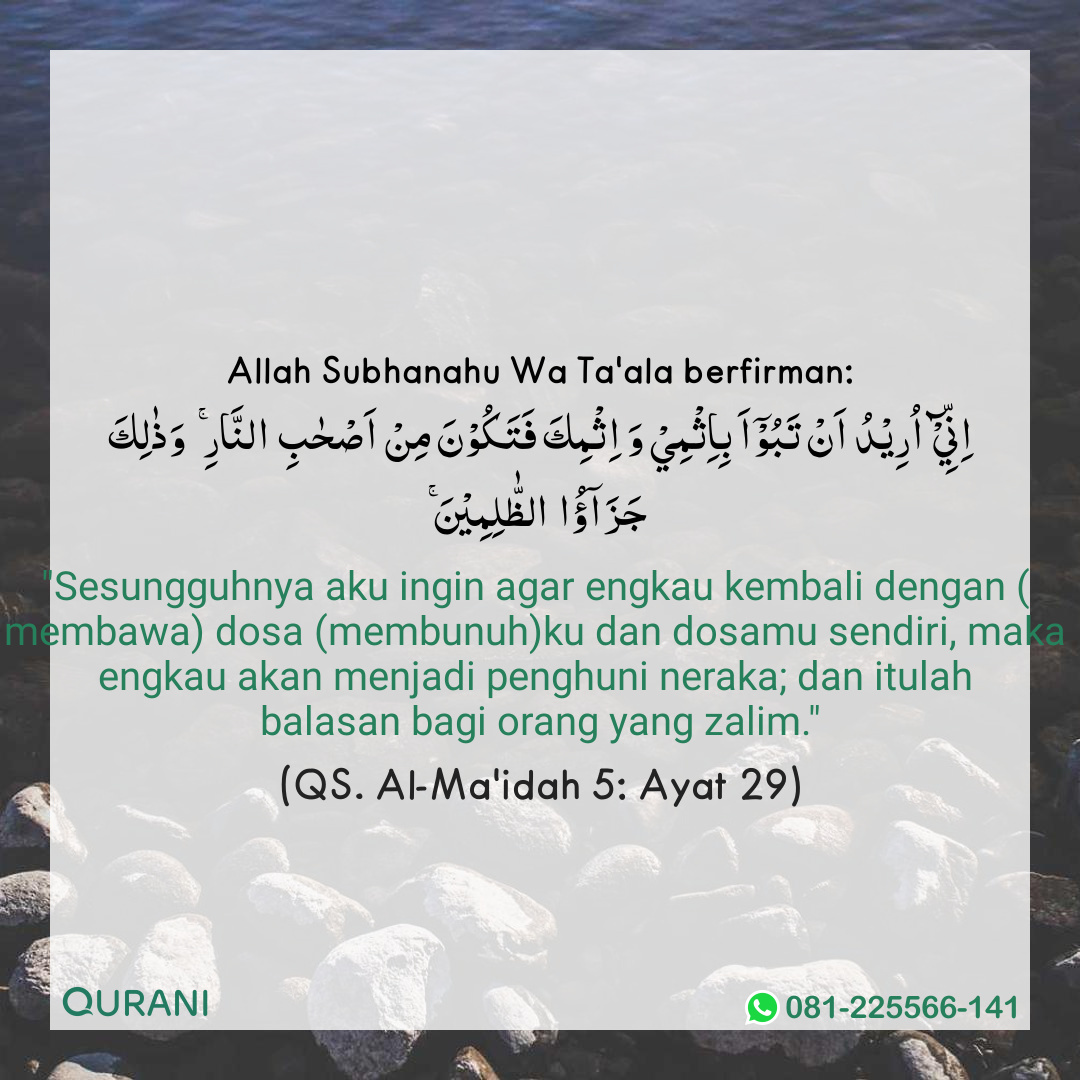 Allah Subhanahu Wa Ta'ala berfirman:
اِنِّيْۤ اُرِيْدُ اَنْ تَبُوْٓءَاَ بِاِثْمِيْ وَ اِثْمِكَ فَتَكُوْنَ مِنْ اَصْحٰبِ النَّارِ ۚ وَذٰلِكَ
جَزَآؤُا الظّٰلِمِيْنَ ۚ
"Sesungguhnya aku ingin agar engkau kembali dengan (
membawa) dosa (membunuh)ku dan dosamu sendiri, maka
engkau akan menjadi penghuni neraka; dan itulah
balasan bagi orang yang zalim."
(QS. Al-Ma'idah 5: Ayat 29)
QURANI
081-225566-141